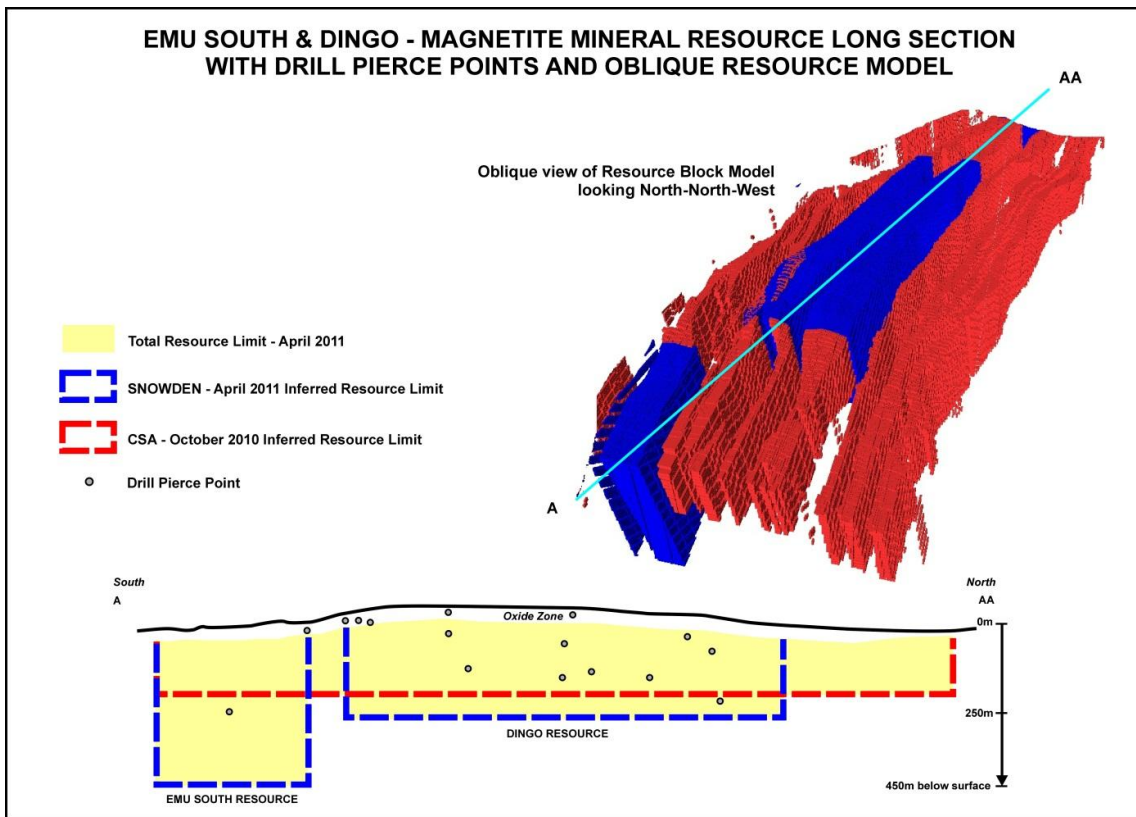 EMU SOUTH & DINGO - MAGNETITE MINERAL RESOURCE LONG SECTION
WITH DRILL PIERCE POINTS AND OBLIQUE RESOURCE MODEL
AA
Oblique view of Resource Block Model
looking North-North-West
Total Resource Limit - April 2011
SNOWDEN - April 2011 Inferred Resource Limit
CSA - October 2010 Inferred Resource Limit
Drill Pierce Point
A
South
North
A
AA
Oxide Zone
0m
250m
DINGO RESOURCE
450m below surface
EMU SOUTH RESOURCE